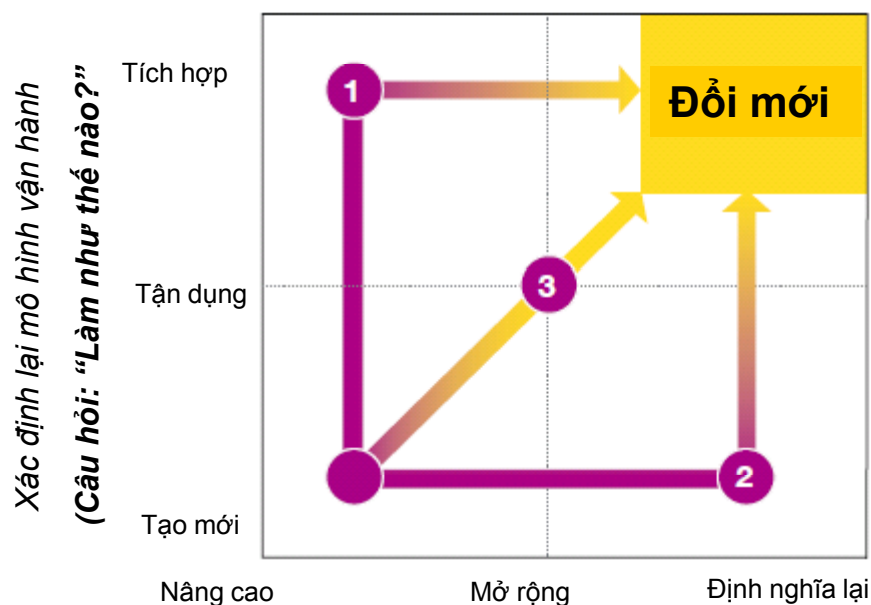 Xác định lại mô hình vận hành
(Câu hỏi: “Làm như thế nào?”
Tích hợp
Tận dụng
Tạo mới
1
Đổi mới
3
2
Nâng cao
Mở rộng
Định nghĩa lại